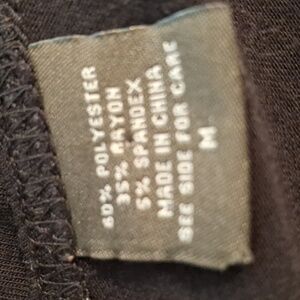 60% POLYESTER
35% RAYON
5% SPANDEX
MADE IN CHINA
SEE SIDE FOR CARE
M